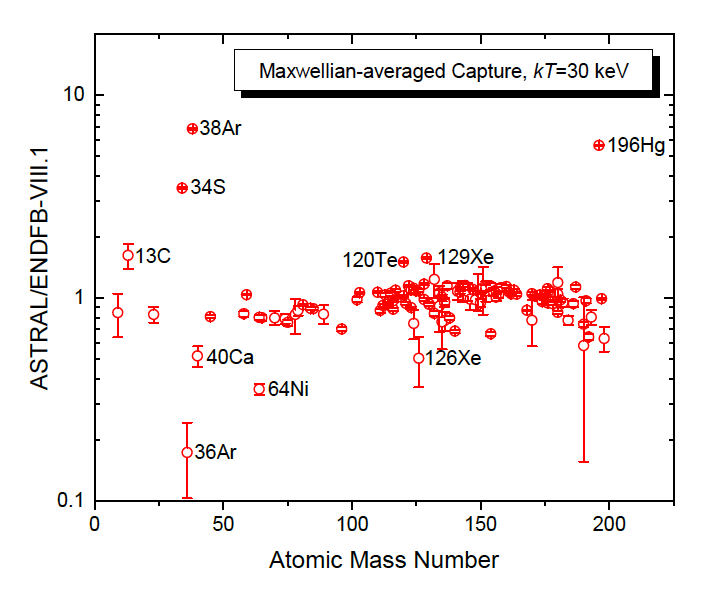 Maxwellian-averaged Capture, kT=30 keV
10
38Ar
196Hg
34S
13C
120Te
129Xe
1
40Ca
126Xe
64Ni
36Ar
0.1
0
50
100
150
200
Atomic Mass Number
ASTRAL/ENDFB-VIII.1